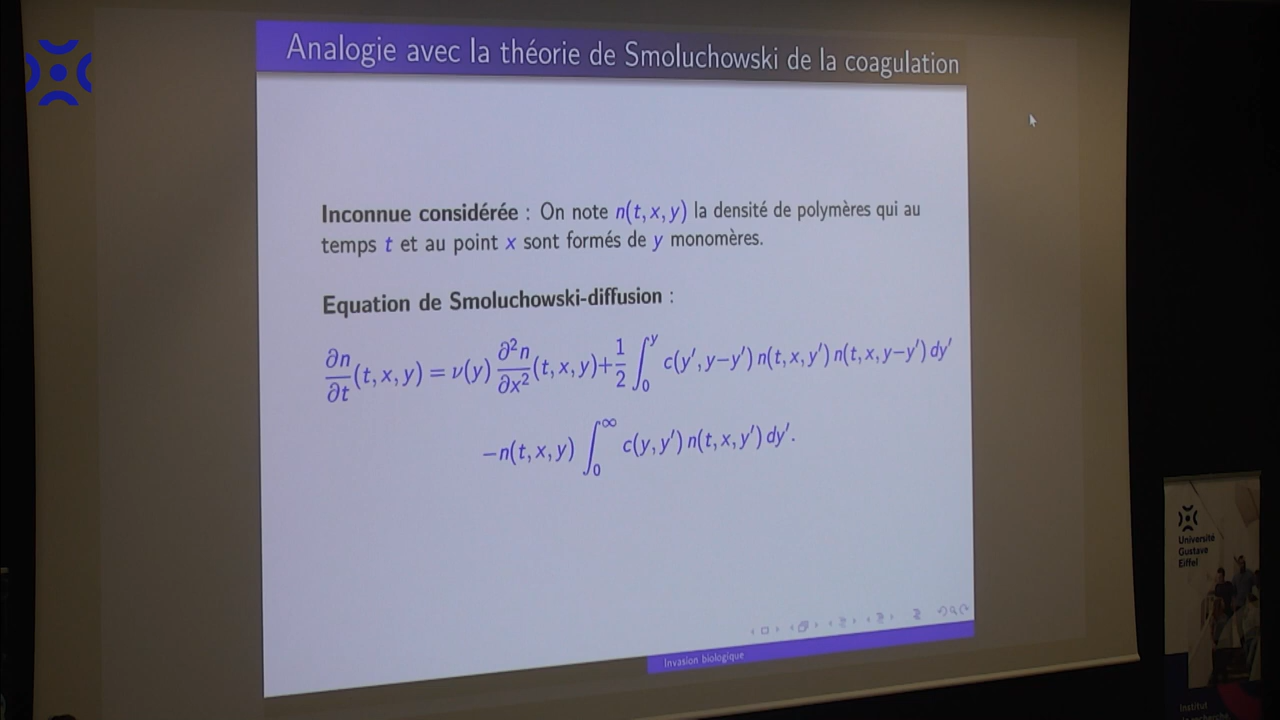 Analogie avec la théorie de Smoluchowski de la coagulation
Inconnue considérée : On note n(t, x, y) la densité de polymères qui au
temps t et au point x sont formés de y monomères.
Equation de Smoluchowski-diffusion :
∂n/∂t (t, x, y) = ν(y) ∂²n/∂x² (t, x, y) + 1/2 ∫₀^y c(y′, y−y′) n(t, x, y′) n(t, x, y−y′) dy′
−n(t, x, y) ∫₀^∞ c(y, y′) n(t, x, y′) dy′.
Invasion biologique
Université
Gustave
Eiffel
Institut